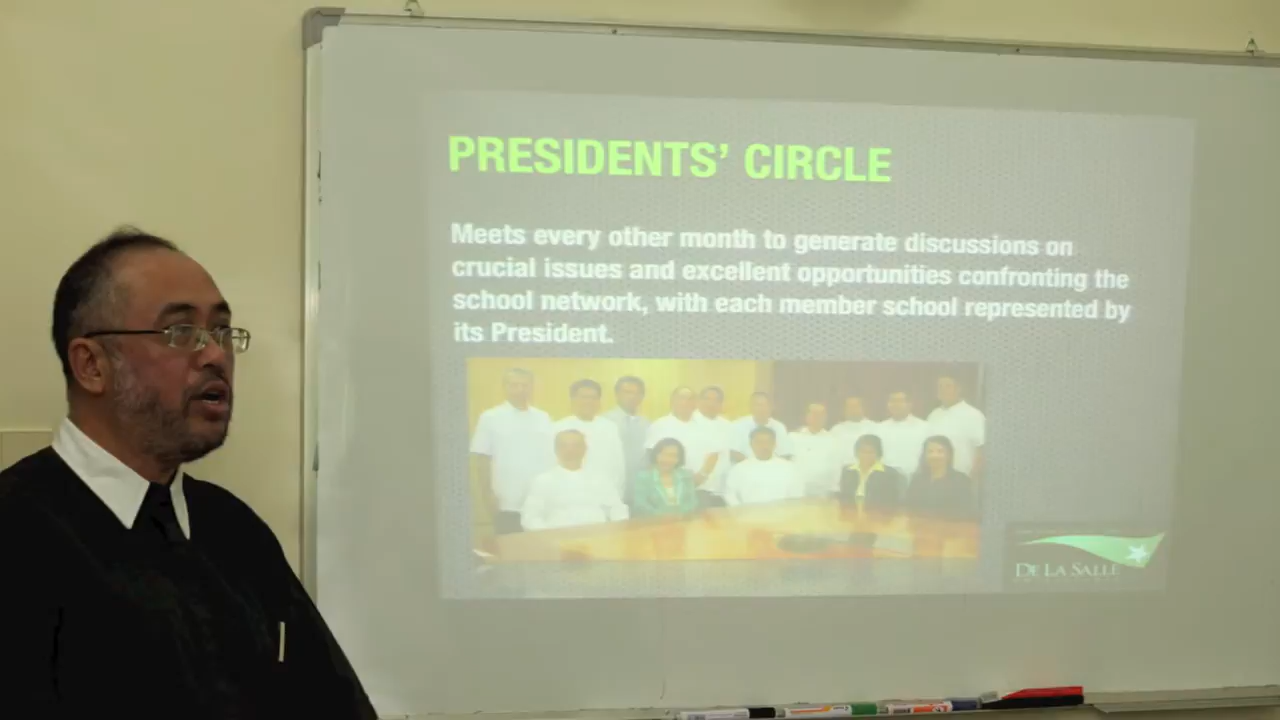 PRESIDENTS' CIRCLE
Meets every other month to generate discussions on
crucial issues and excellent opportunities confronting the
school network, with each member school represented by
its President.
DE LA SALLE